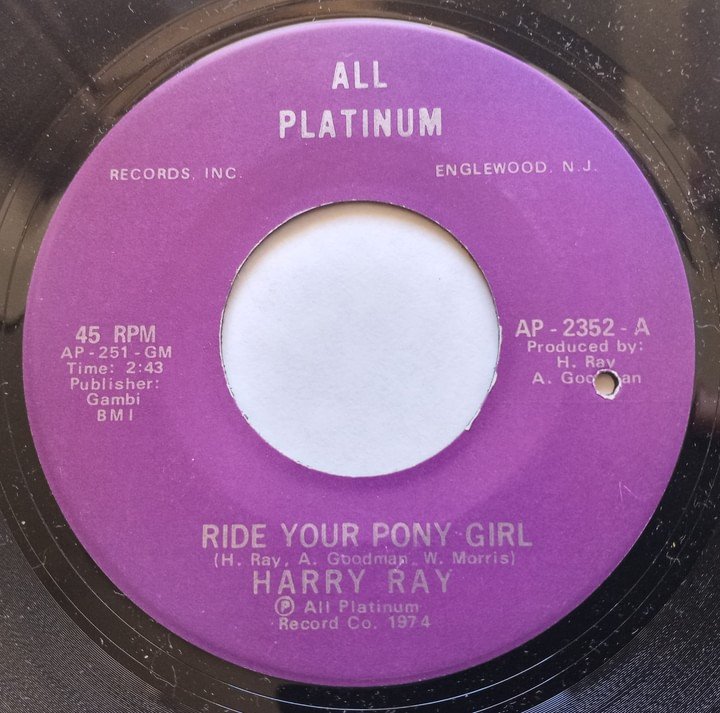 ALL
PLATINUM
RECORDS, INC.
ENGLEWOOD, N.J.
45 RPM
AP-251-GM
Time: 2:43
Publisher:
Gambi
BMI
AP-2352-A
Produced by:
H. Ray
A.
RIDE YOUR PONY GIRL
(H. Ray, A. Goodman, W. Morris)
HARRY RAY
Ⓟ All Platinum
Record Co. 1974